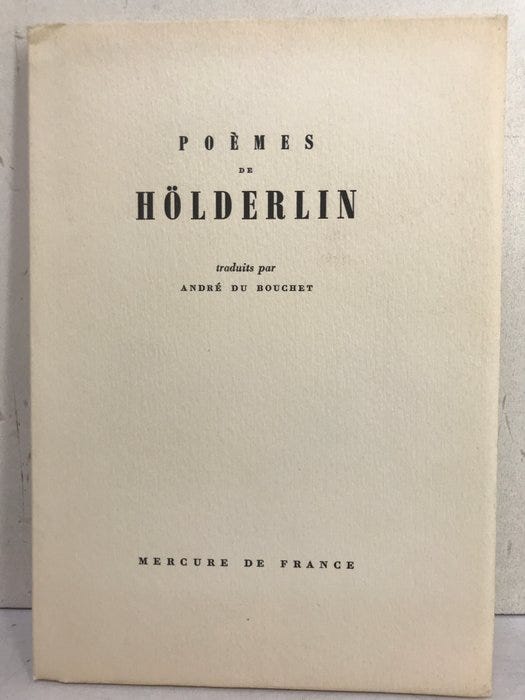 POÈMES
DE
HÖLDERLIN
traduits par
ANDRÉ DU BOUCHET
MERCURE DE FRANCE